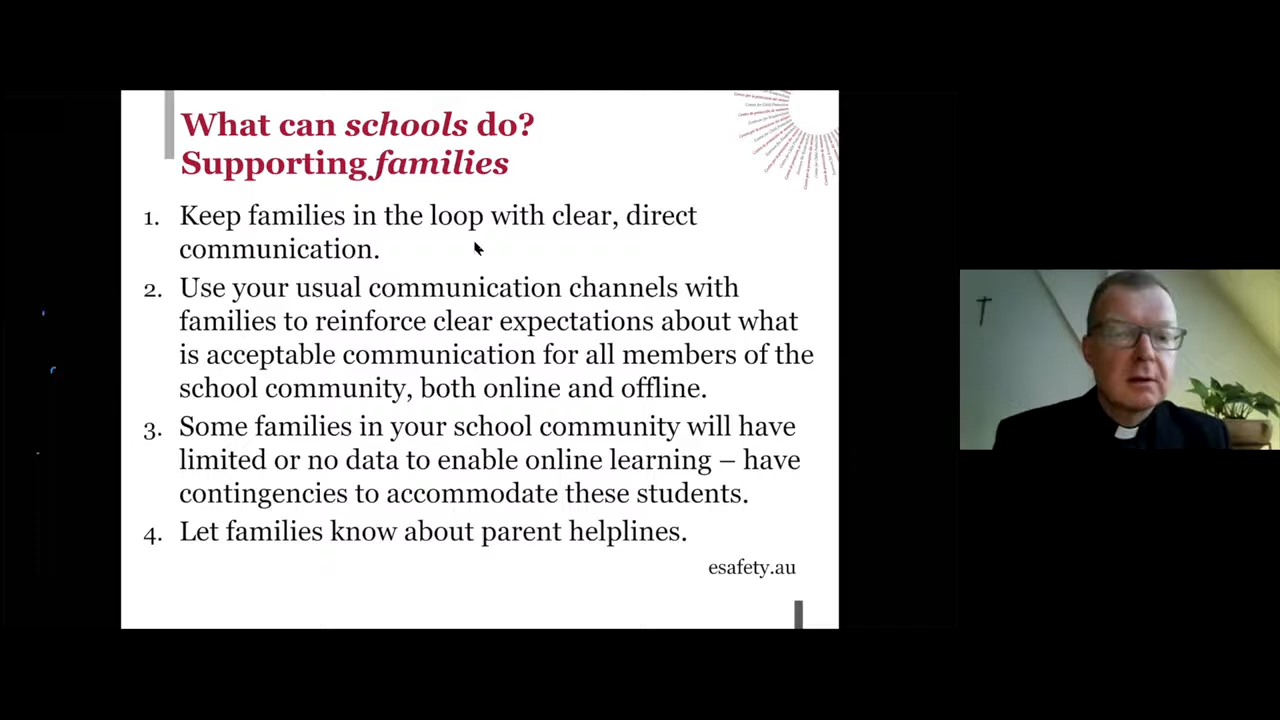 What can schools do?
Supporting families
1. Keep families in the loop with clear, direct
communication.
2. Use your usual communication channels with
families to reinforce clear expectations about what
is acceptable communication for all members of the
school community, both online and offline.
3. Some families in your school community will have
limited or no data to enable online learning – have
contingencies to accommodate these students.
4. Let families know about parent helplines.
esafety.au